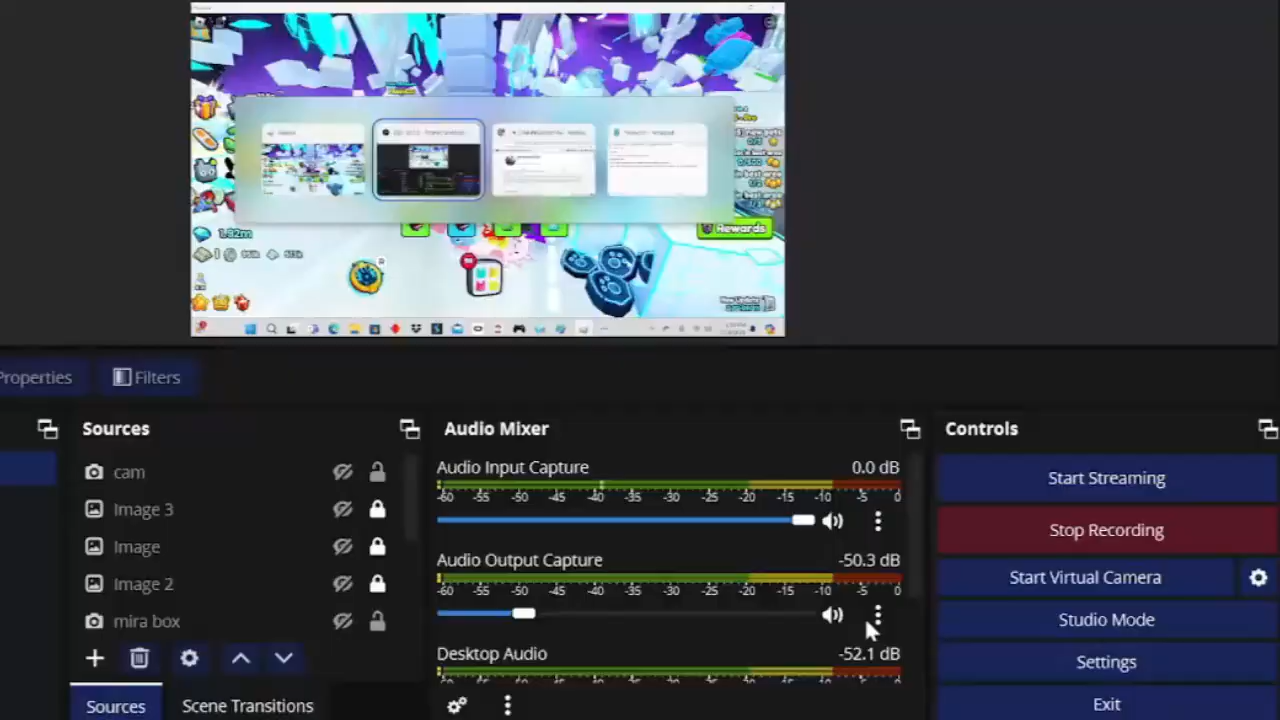 1.92m
Rewards
Properties
Filters
Sources
Audio Mixer
Controls
cam
Image 3
Image
Image 2
mira box
Audio Input Capture
0.0 dB
-60 -55 -50 -45 -40 -35 -30 -25 -20 -15 -10 -5 0
Audio Output Capture
-50.3 dB
-60 -55 -50 -45 -40 -35 -30 -25 -20 -15 -10 -5 0
Desktop Audio
-52.1 dB
Start Streaming
Stop Recording
Start Virtual Camera
Studio Mode
Settings
Exit
Sources
Scene Transitions